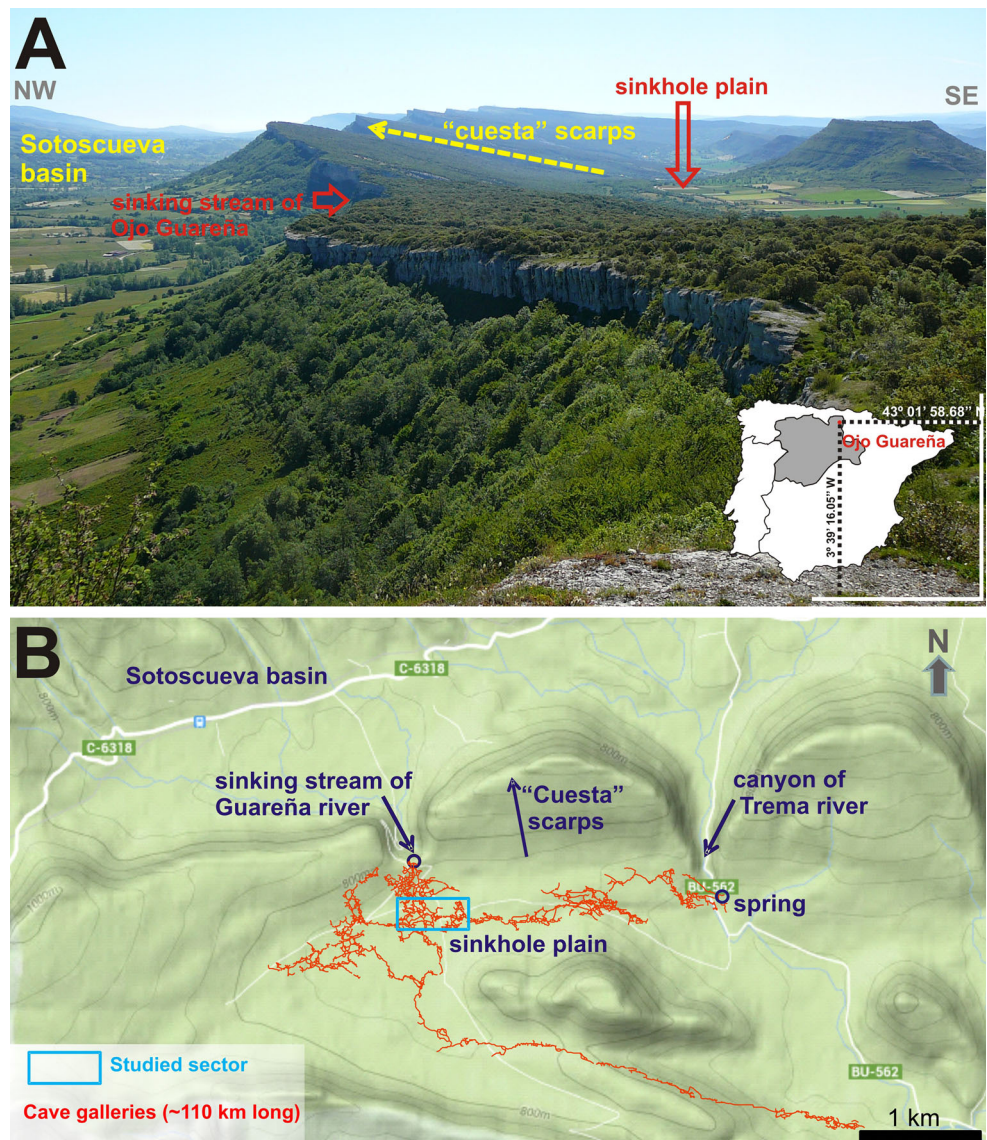 A
NW
SE
sinkhole plain
“cuesta” scarps
Sotoscueva
basin
sinking stream of
Ojo Guareña
43º 01’ 58.68’’ N
Ojo Guareña
3º 39’ 16.05’’ W
B
N
C-6318
Sotoscueva basin
800m
C-6318
800m
800m
800m
sinking stream of
Guareña river
“Cuesta”
scarps
canyon of
Trema river
800m
1000m
BU-562
spring
sinkhole plain
Studied sector
BU-562
Cave galleries (~110 km long)
800m
1 km